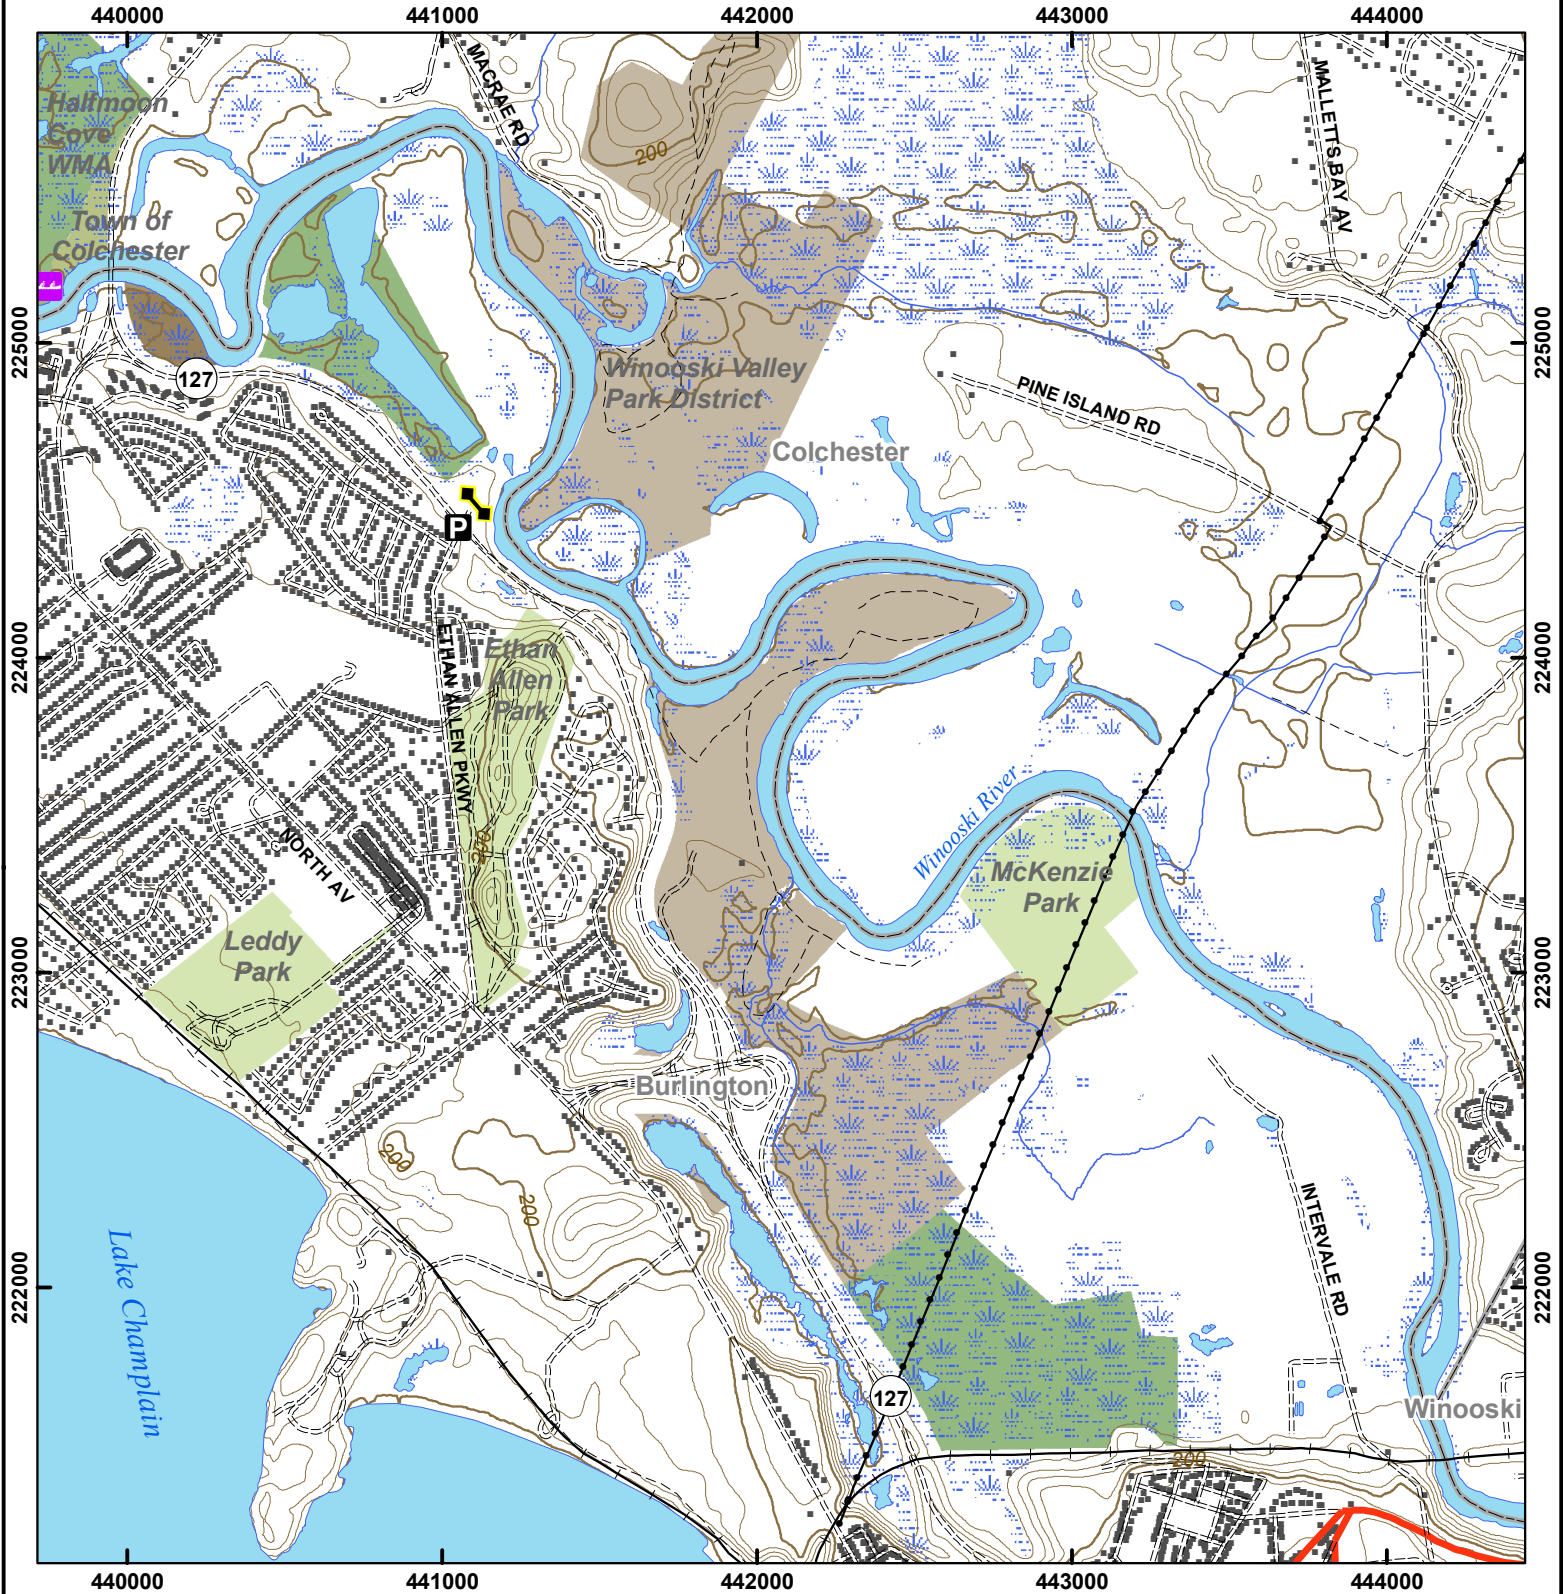 440000
441000
442000
443000
444000
MACRAE RD
MALLETTS BAY AV
Halfmoon
Cove
WMA
200
Town of
Colchester
225000
225000
127
Winooski Valley
Park District
PINE ISLAND RD
Colchester
P
224000
224000
ETHAN ALLEN PKWY
Ethan
Allen
Park
Winooski River
NORTH AV
200
McKenzie
Park
Leddy
Park
223000
223000
Burlington
200
200
INTERVALE RD
Lake Champlain
222000
222000
127
Winooski
200
440000
441000
442000
443000
444000